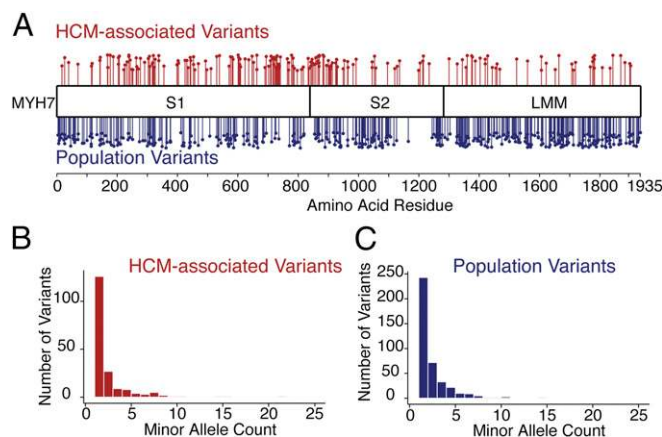 A
HCM-associated Variants
MYH7 S1 S2 LMM
Population Variants
0 200 400 600 800 1000 1200 1400 1600 1800 1935
Amino Acid Residue
B
HCM-associated Variants
Number of Variants
100
50
0
0 5 10 15 20 25
Minor Allele Count
C
Population Variants
Number of Variants
250
200
150
100
50
0
0 5 10 15 20 25
Minor Allele Count